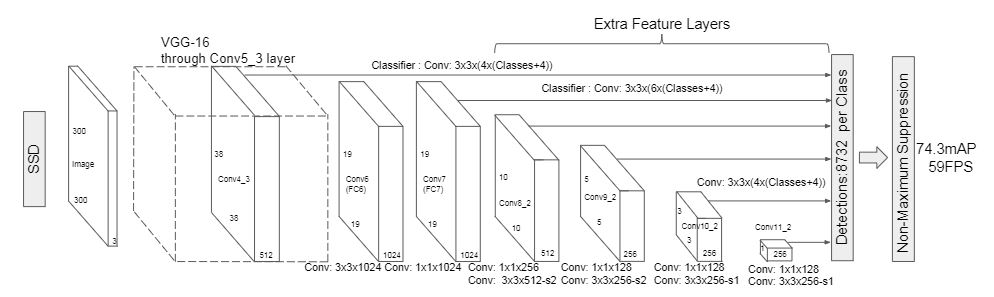 Extra Feature Layers
VGG-16
through Conv5_3 layer
Classifier : Conv: 3x3x(4x(Classes+4))
Classifier : Conv: 3x3x(6x(Classes+4))
SSD
300
Image
300
3
38
Conv4_3
38
512
19
Conv6
(FC6)
19
1024
19
Conv7
(FC7)
19
1024
10
Conv8_2
10
512
5
Conv9_2
5
256
Conv: 3x3x(4x(Classes+4))
3
Conv10_2
3
256
Conv11_2
1
256
Detections:8732 per Class
Non-Maximum Suppression
74.3mAP
59FPS
Conv: 3x3x1024
Conv: 1x1x1024
Conv: 1x1x256
Conv: 3x3x512-s2
Conv: 1x1x128
Conv: 3x3x256-s2
Conv: 1x1x128
Conv: 3x3x256-s1
Conv: 1x1x128
Conv: 3x3x256-s1